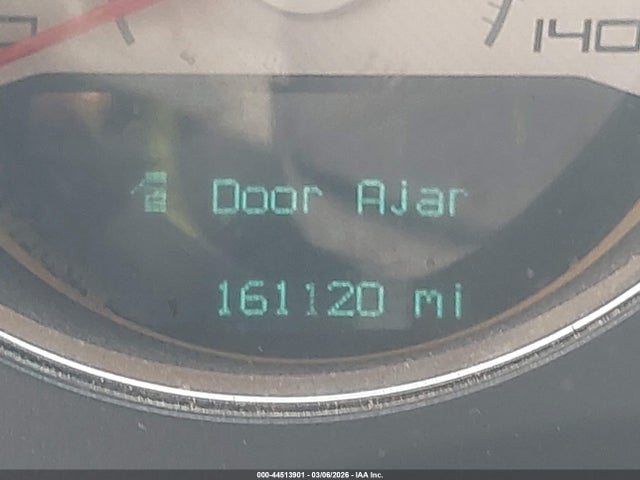 140
Door Ajar
161120 mi
000-44513901 - 03/06/2026 - IAA Inc.